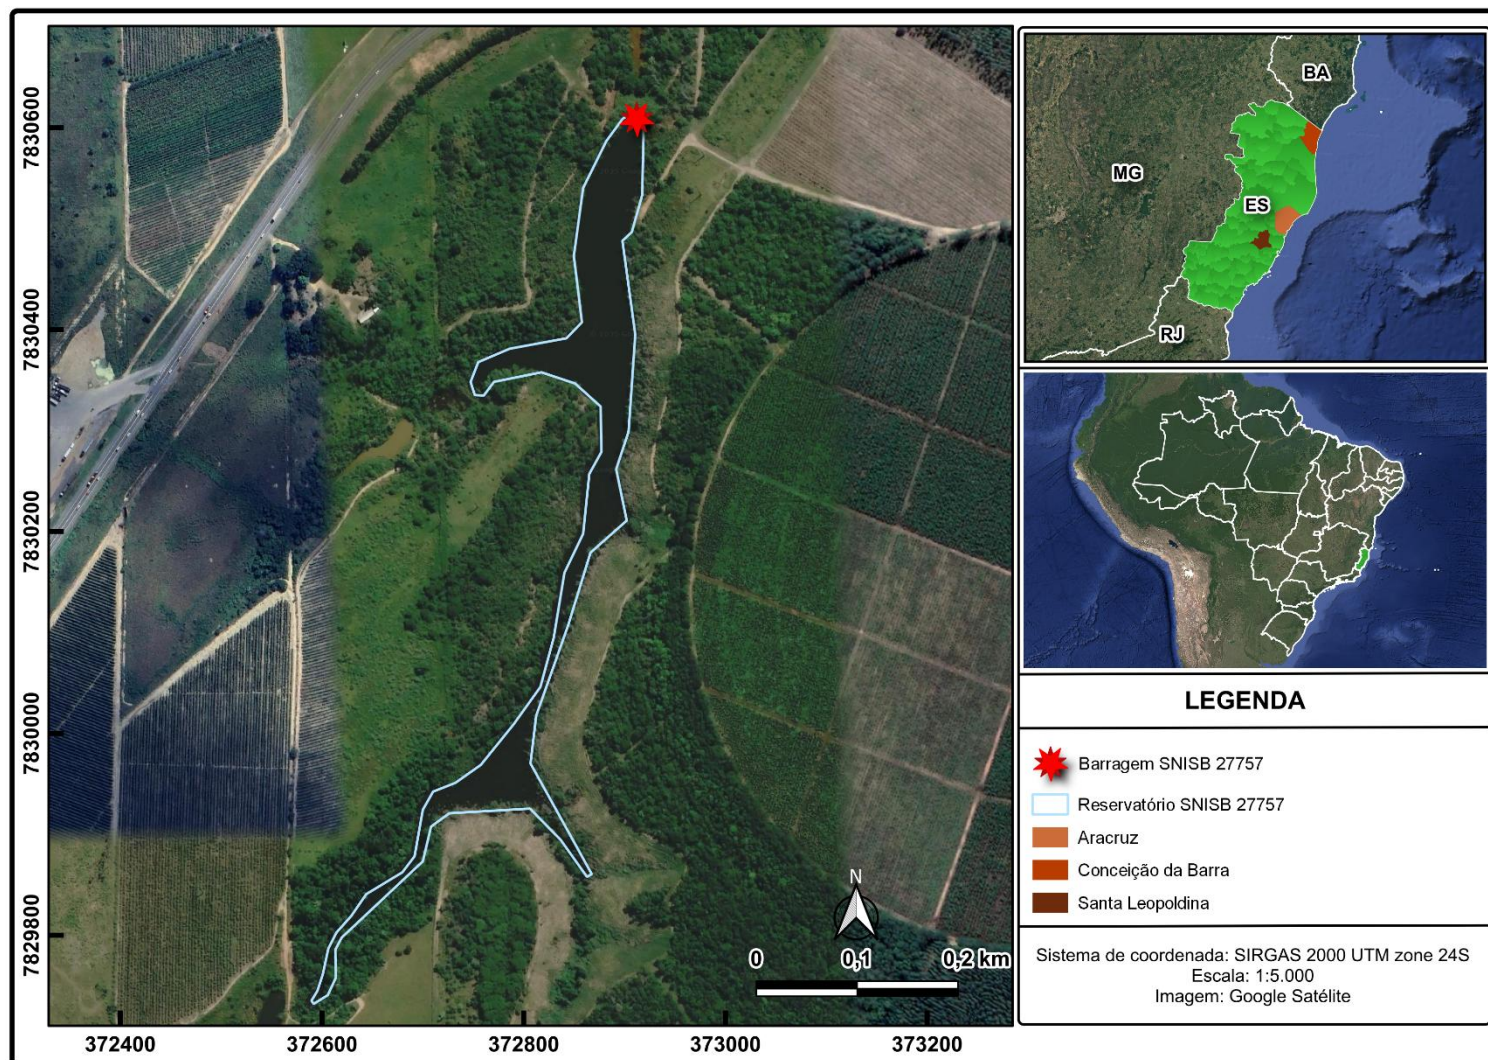 7830600
7830400
7830200
7830000
7829800
372400
372600
372800
373000
373200
N
0
0,1
0,2 km
BA
MG
ES
RJ
LEGENDA
Barragem SNISB 27757
Reservatório SNISB 27757
Aracruz
Conceição da Barra
Santa Leopoldina
Sistema de coordenada: SIRGAS 2000 UTM zone 24S
Escala: 1:5.000
Imagem: Google Satélite